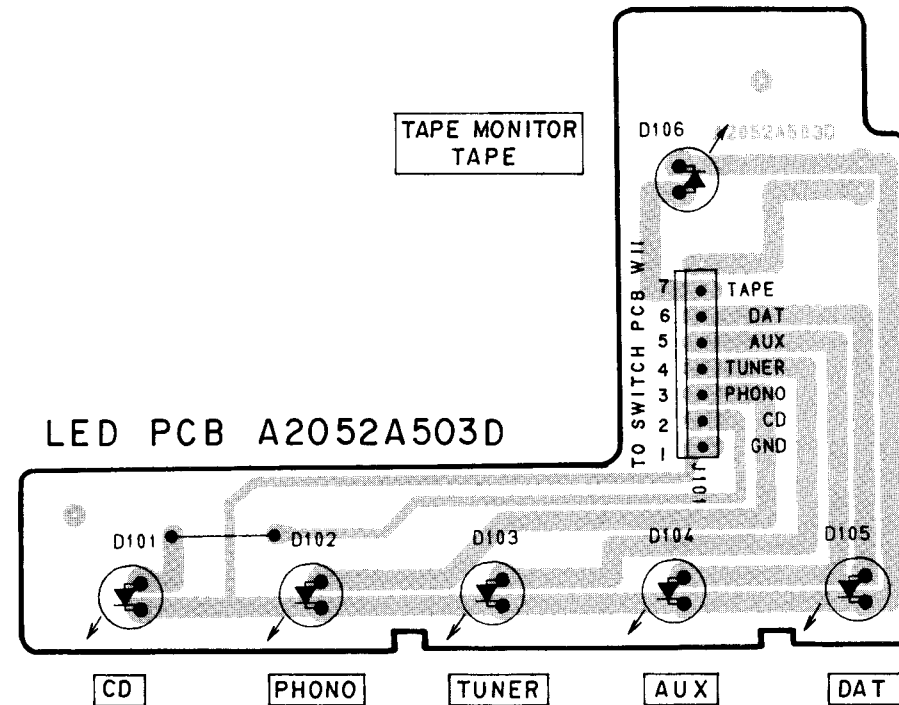 TAPE MONITOR
TAPE
D106
A2052A503D
TO SWITCH PCB W11
7 TAPE
6 DAT
5 AUX
4 TUNER
3 PHONO
2 CD
1 GND
J101
LED PCB A2052A503D
D101
D102
D103
D104
D105
CD
PHONO
TUNER
AUX
DAT